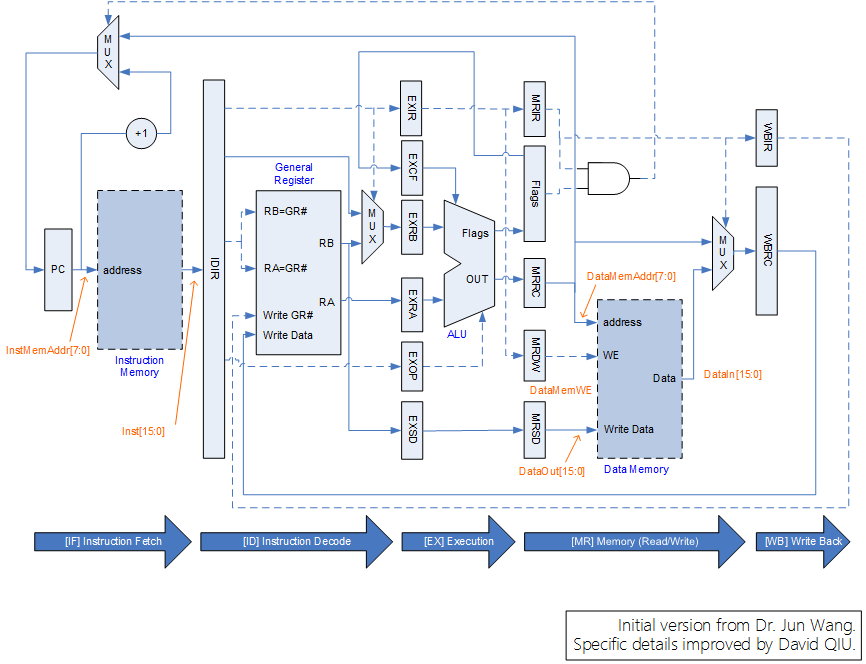 MUX
+1
PC
InstMemAddr[7:0]
address
Instruction
Memory
Inst[15:0]
IDIR
General
Register
RB=GR#
RB
RA=GR#
RA
Write GR#
Write Data
MUX
EXIR
EXCF
EXRB
EXRA
EXOP
EXSD
Flags
OUT
ALU
MRIR
Flags
MRRC
MRDW
MRSD
DataMemAddr[7:0]
DataMemWE
DataOut[15:0]
address
WE
Data
Write Data
Data Memory
DataIn[15:0]
MUX
WBIR
WBRC
[IF] Instruction Fetch
[ID] Instruction Decode
[EX] Execution
[MR] Memory (Read/Write)
[WB] Write Back
Initial version from Dr. Jun Wang.
Specific details improved by David QIU.